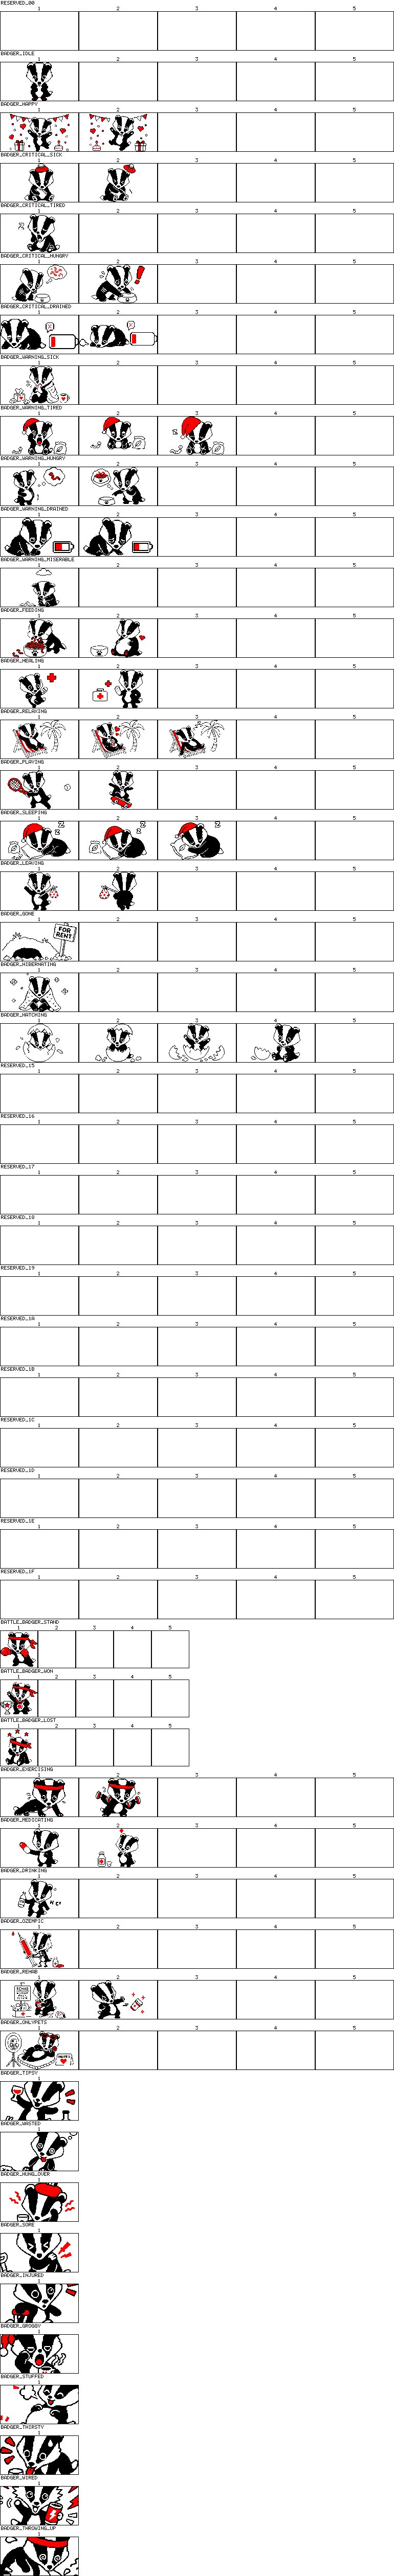 RESERVED_00
1 2 3 4 5
BADGER_IDLE
1 2 3 4 5
BADGER_HAPPY
1 2 3 4 5
BADGER_CRITICAL_SICK
1 2 3 4 5
BADGER_CRITICAL_TIRED
1 2 3 4 5
BADGER_CRITICAL_HUNGRY
1 2 3 4 5
BADGER_CRITICAL_DRAINED
1 2 3 4 5
BADGER_WARNING_SICK
1 2 3 4 5
BADGER_WARNING_TIRED
1 2 3 4 5
BADGER_WARNING_HUNGRY
1 2 3 4 5
BADGER_WARNING_DRAINED
1 2 3 4 5
BADGER_WARNING_MISERABLE
1 2 3 4 5
BADGER_FEEDING
1 2 3 4 5
BADGER_HEALING
1 2 3 4 5
BADGER_RELAXING
1 2 3 4 5
BADGER_PLAYING
1 2 3 4 5
BADGER_SLEEPING
1 2 3 4 5
BADGER_LEAVING
1 2 3 4 5
BADGER_GONE
1 2 3 4 5
FOR
RENT
BADGER_HIBERNATING
1 2 3 4 5
BADGER_HATCHING
1 2 3 4 5
RESERVED_15
1 2 3 4 5
RESERVED_16
1 2 3 4 5
RESERVED_17
1 2 3 4 5
RESERVED_18
1 2 3 4 5
RESERVED_19
1 2 3 4 5
RESERVED_1A
1 2 3 4 5
RESERVED_1B
1 2 3 4 5
RESERVED_1C
1 2 3 4 5
RESERVED_1D
1 2 3 4 5
RESERVED_1E
1 2 3 4 5
RESERVED_1F
1 2 3 4 5
BATTLE_BADGER_STAND
1 2 3 4 5
BATTLE_BADGER_WON
1 2 3 4 5
BATTLE_BADGER_LOST
1 2 3 4 5
BADGER_EXERCISING
1 2 3 4 5
BADGER_MEDICATING
1 2 3 4 5
BADGER_DRINKING
1 2 3 4 5
BADGER_OZEMPIC
1 2 3 4 5
BADGER_REHAB
1 2 3 4 5
BADGER_ONLYPETS
1 2 3 4 5
BADGER_TIPSY
1
BADGER_WASTED
1
BADGER_HUNG_OVER
1
BADGER_SORE
1
BADGER_INJURED
1
BADGER_GROGGY
1
BADGER_STUFFED
1
BADGER_THIRSTY
1
BADGER_WIRED
1
BADGER_THROWING_UP
1